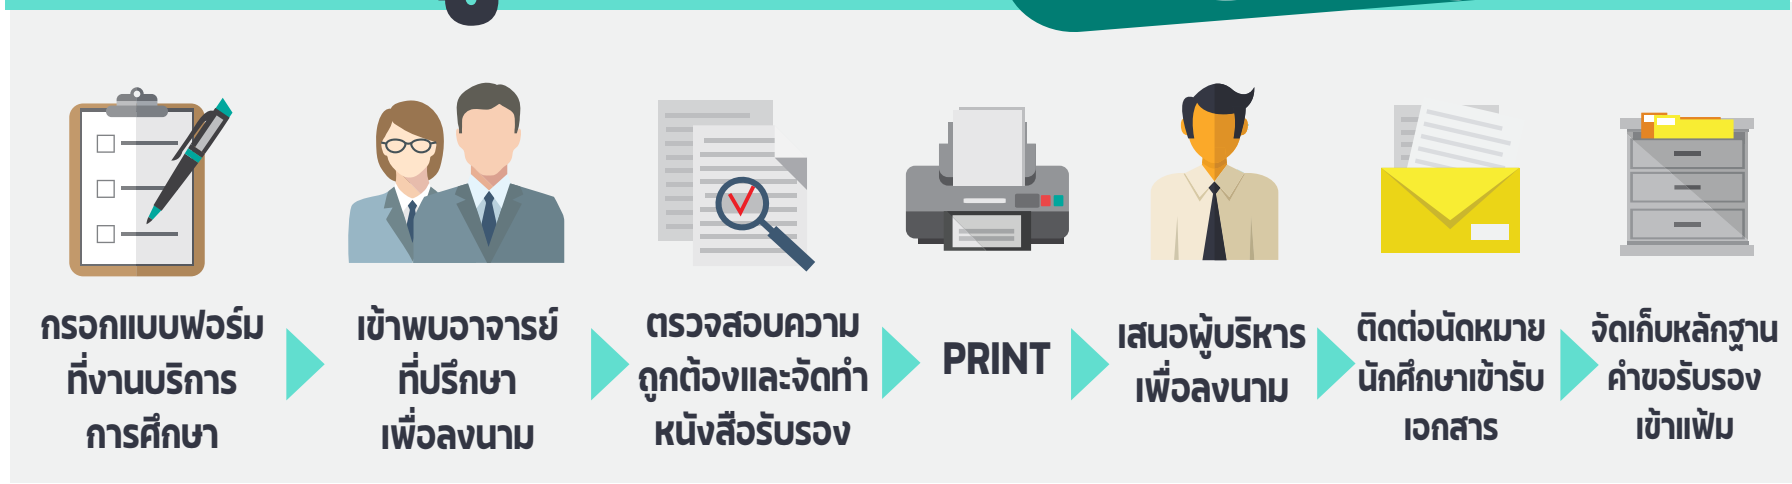 กรอกแบบฟอร์ม
ที่งานบริการ
การศึกษา
เข้าพบอาจารย์
ที่ปรึกษา
เพื่อลงนาม
ตรวจสอบความ
ถูกต้องและจัดทำ
หนังสือรับรอง
PRINT
เสนอผู้บริหาร
เพื่อลงนาม
ติดต่อนัดหมาย
นักศึกษาเข้ารับ
เอกสาร
จัดเก็บหลักฐาน
คำขอรับรอง
เข้าแฟ้ม